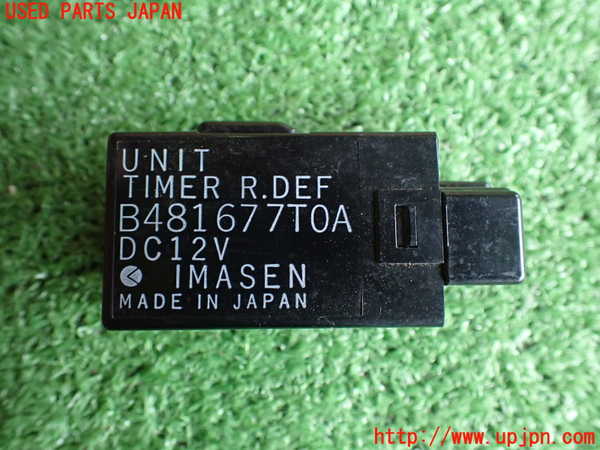 USED PARTS JAPAN
UNIT
TIMER R.DEF
B481677T0A
DC12V
IMASEN
MADE IN JAPAN
http://www.upjpn.com